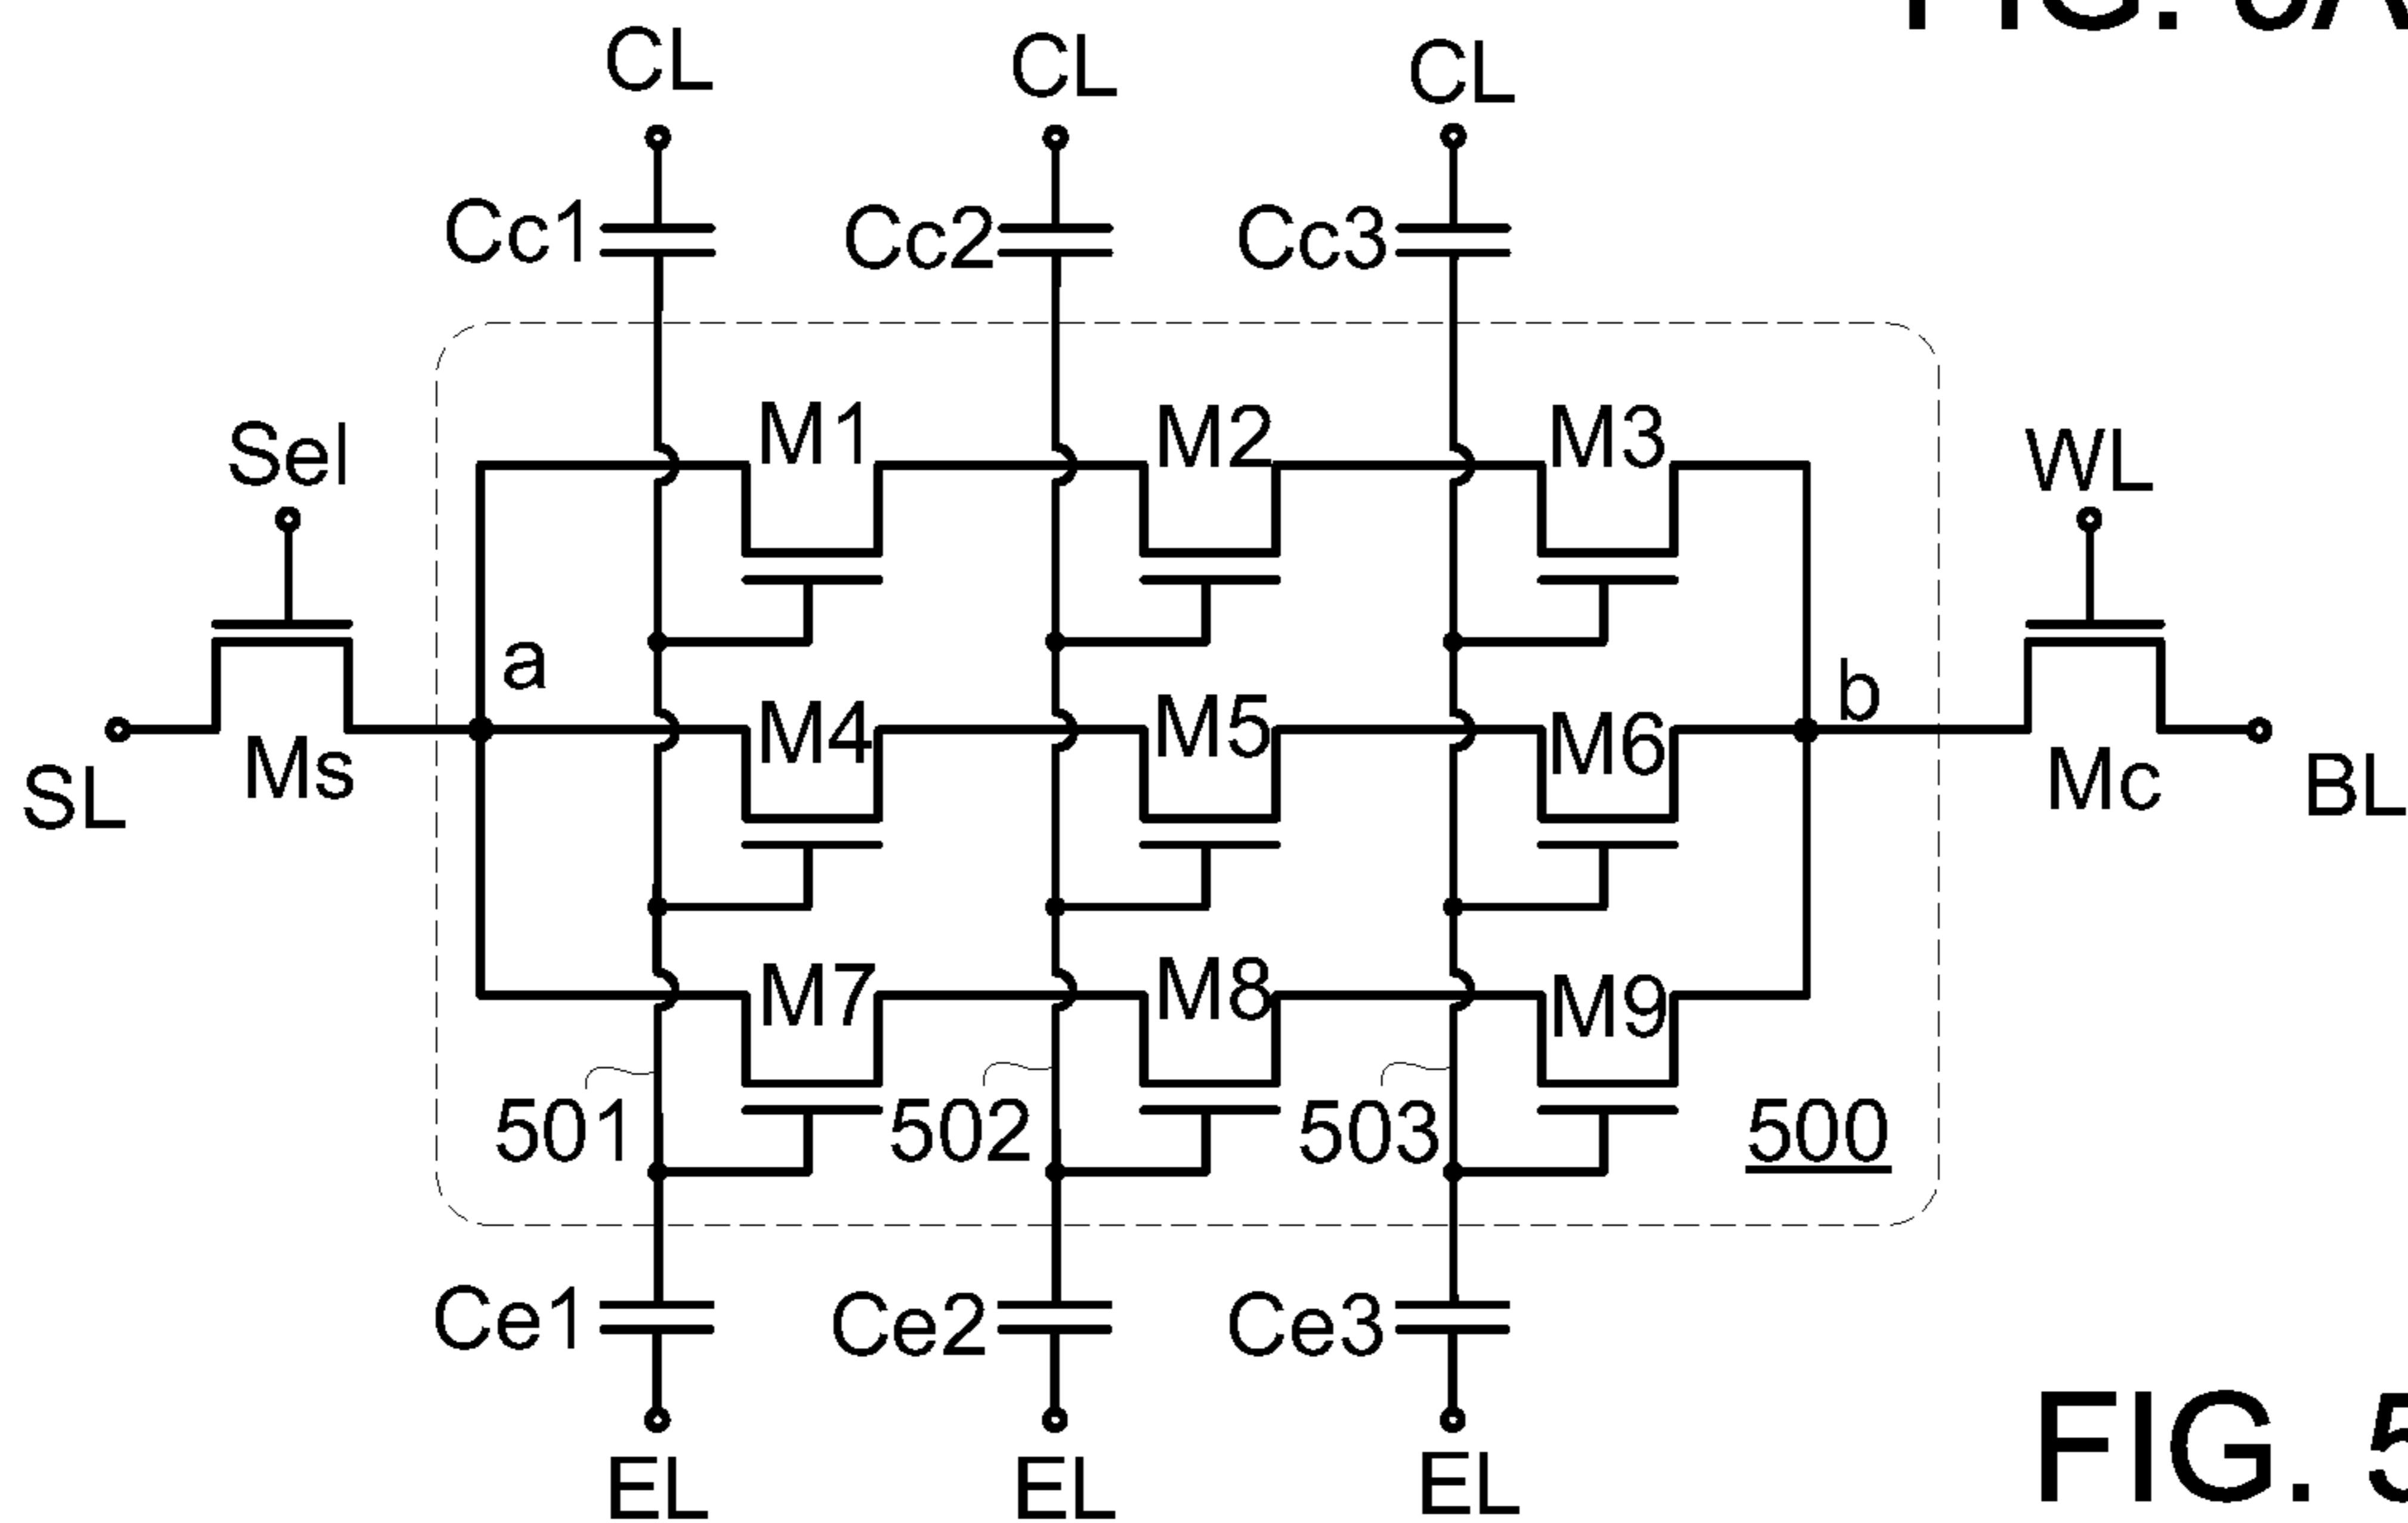 CL CL CL
Cc1 Cc2 Cc3
M1 M2 M3
Sel WL
a b
M4 M5 M6
SL Ms Mc BL
M7 M8 M9
501 502 503 500
Ce1 Ce2 Ce3
EL EL EL
FIG. 5